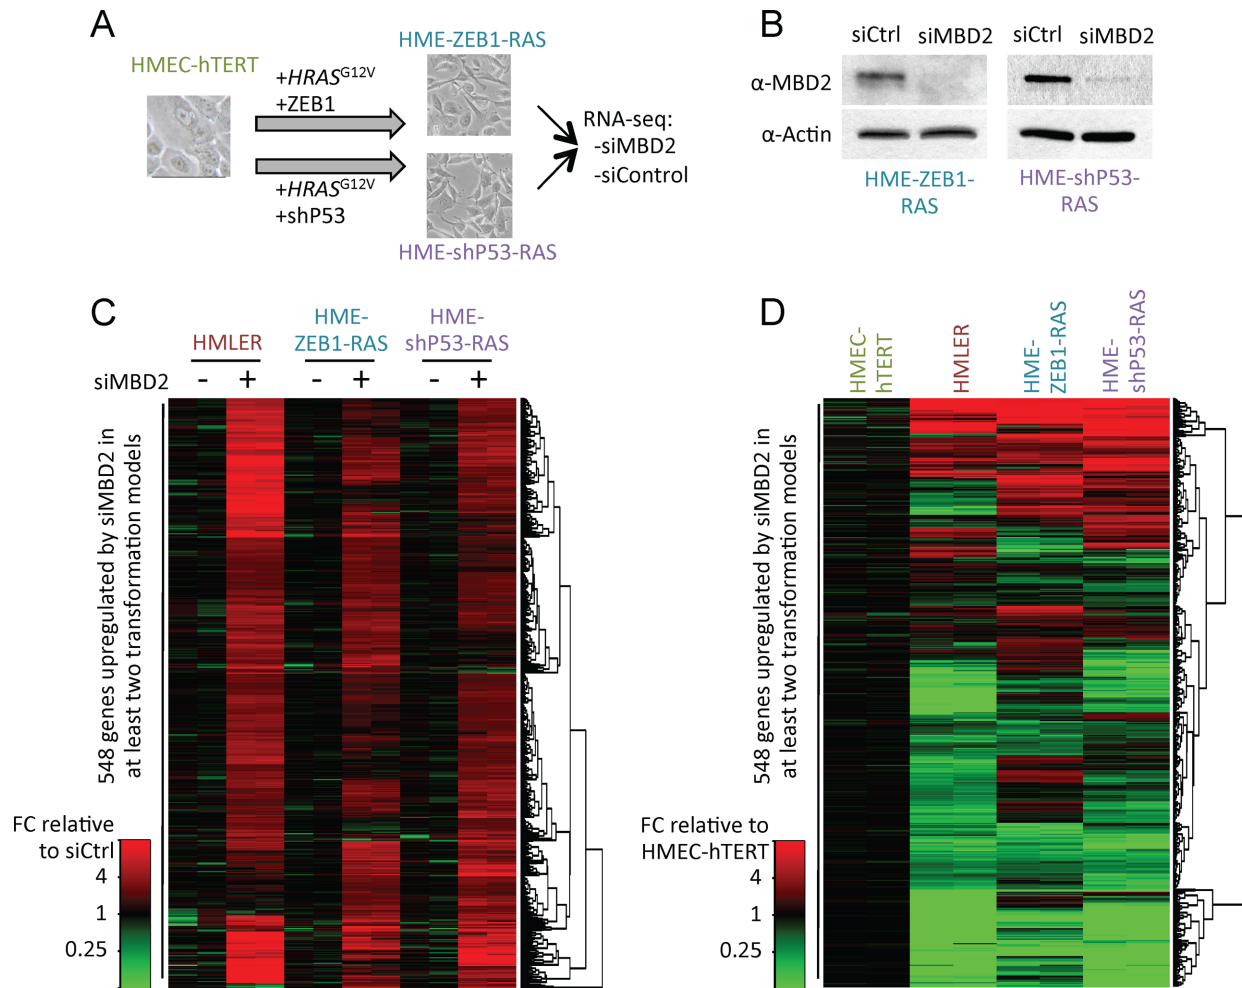 A
HMEC-hTERT
+HRASG12V
+ZEB1
+HRASG12V
+shP53
HME-ZEB1-RAS
HME-shP53-RAS
RNA-seq:
-siMBD2
-siControl
B
siCtrl siMBD2 siCtrl siMBD2
α-MBD2
α-Actin
HME-ZEB1-
RAS
HME-shP53-
RAS
C
HMLER
HME-
ZEB1-RAS
HME-
shP53-RAS
siMBD2 - + - + - +
548 genes upregulated by siMBD2 in
at least two transformation models
FC relative
to siCtrl
4
1
0.25
D
HMEC-
hTERT
HMLER
HME-
ZEB1-RAS
HME-
shP53-RAS
548 genes upregulated by siMBD2 in
at least two transformation models
FC relative to
HMEC-hTERT
4
1
0.25